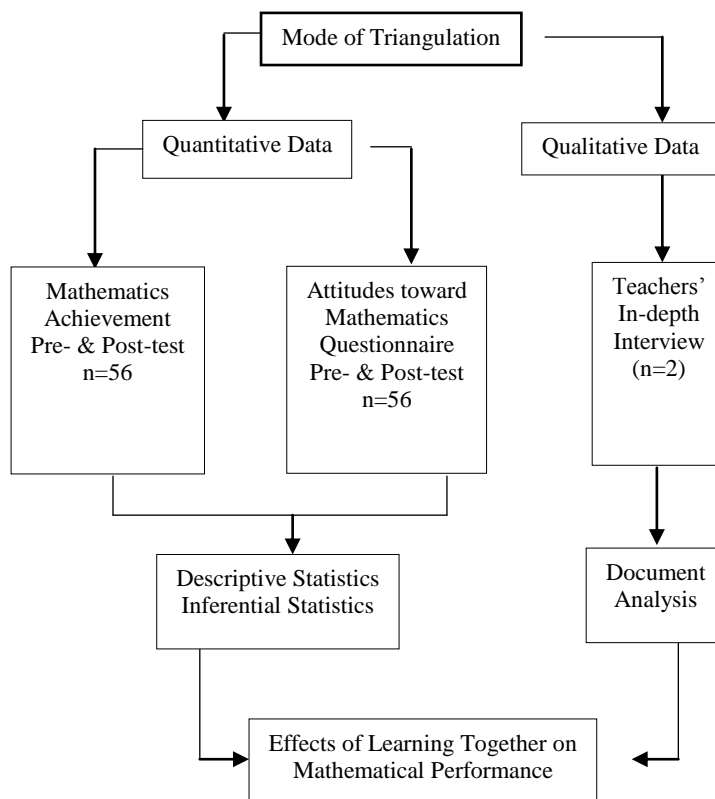 Mode of Triangulation
Quantitative Data
Qualitative Data
Mathematics
Achievement
Pre- & Post-test
n=56
Attitudes toward
Mathematics
Questionnaire
Pre- & Post-test
n=56
Teachers’
In-depth
Interview
(n=2)
Descriptive Statistics
Inferential Statistics
Document
Analysis
Effects of Learning Together on
Mathematical Performance